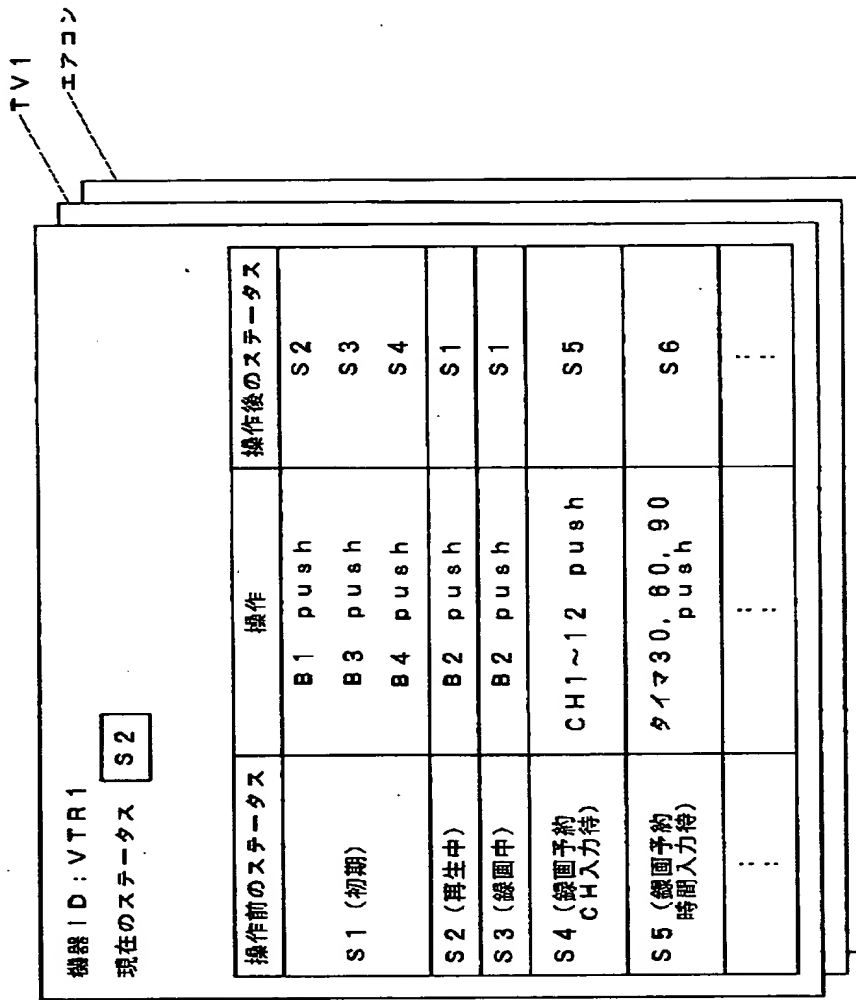 TV1
エアコン
機器ID:VTR1
現在のステータス S2
操作前のステータス 操作 操作後のステータス
S1(初期) B1 push S2
B3 push S3
B4 push S4
S2(再生中) B2 push S1
S3(録画中) B2 push S1
S4(録画予約
CH入力待) CH1~12 push S5
S5(録画予約
時間入力待) タイマ30, 60, 90
push S6